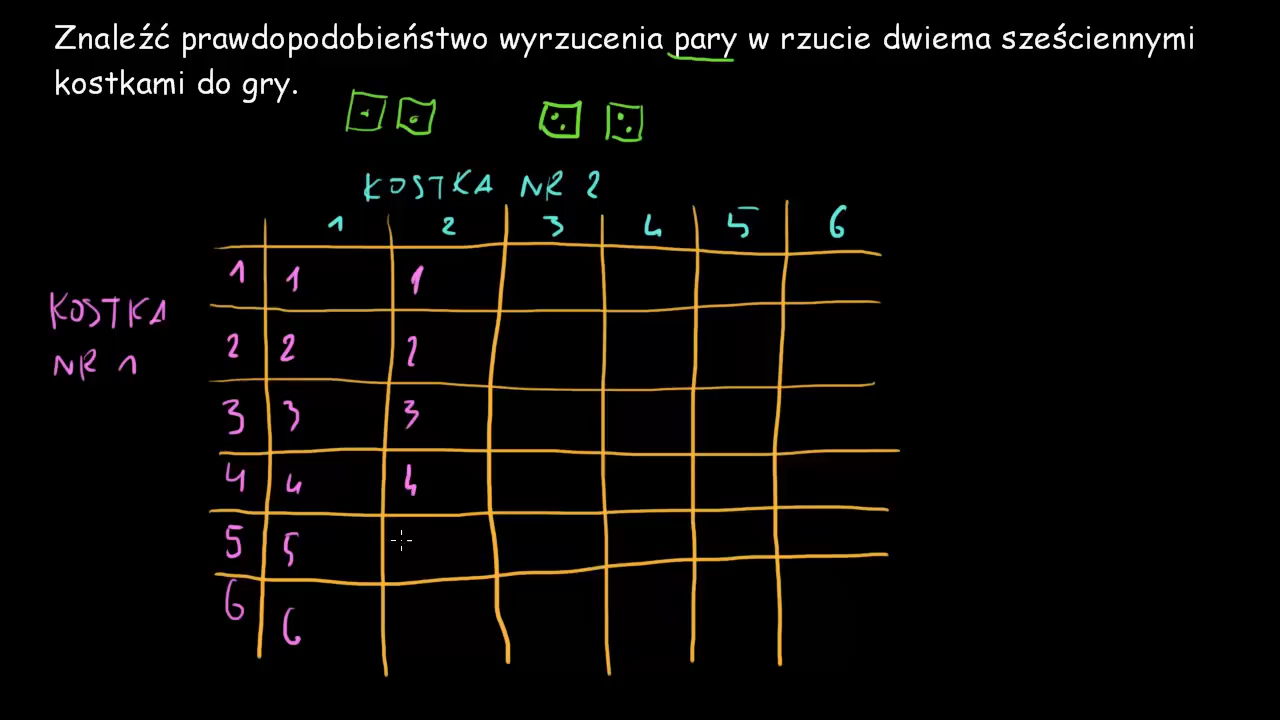 Znaleźć prawdopodobieństwo wyrzucenia pary w rzucie dwiema sześciennymi
kostkami do gry.
KOSTKA NR 2
1 2 3 4 5 6
1 1 1
KOSTKA
2 2 2
NR 1
3 3 3
4 4 4
5 5
6 6